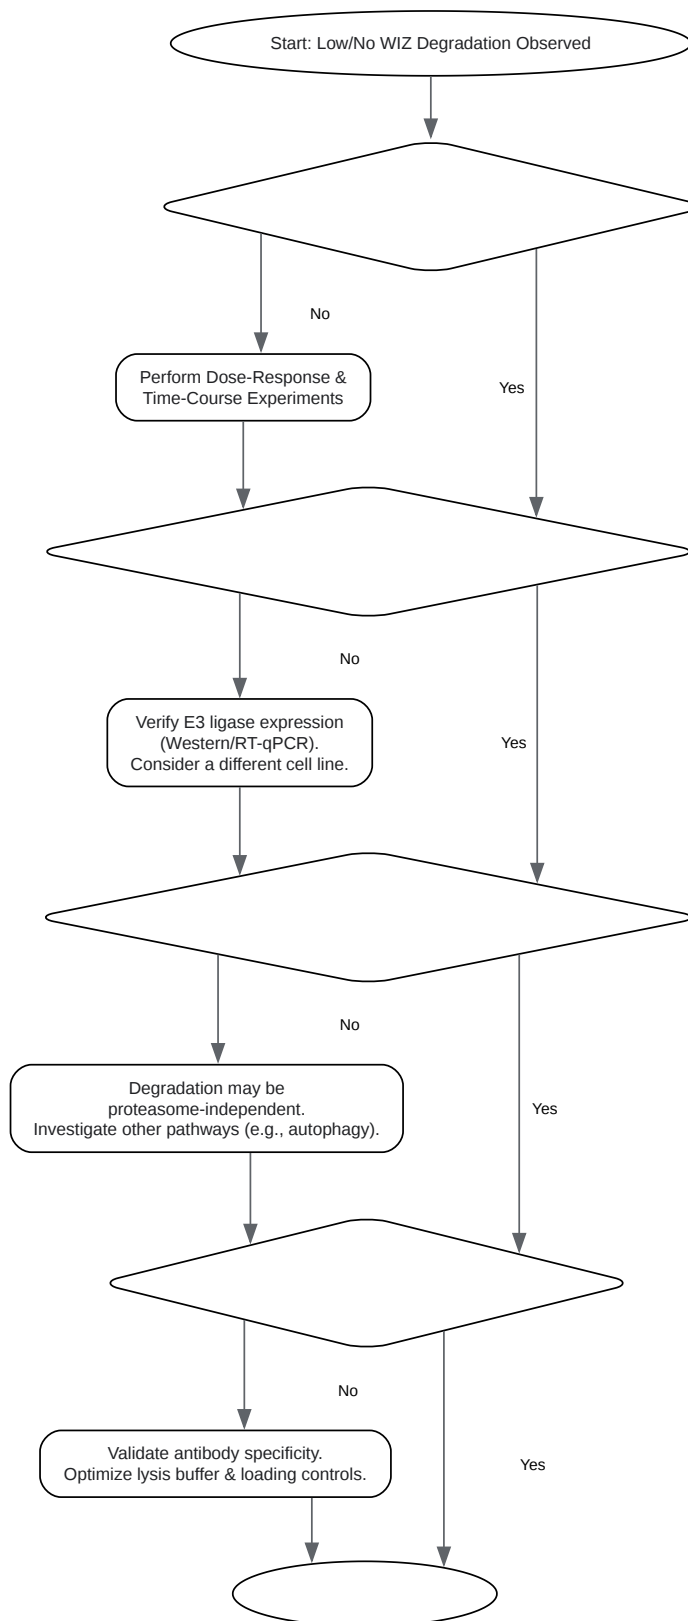 Start: Low/No WIZ Degradation Observed
No
Perform Dose-Response &
Time-Course Experiments
Yes
No
Verify E3 ligase expression
(Western/RT-qPCR).
Consider a different cell line.
Yes
No
Degradation may be
proteasome-independent.
Investigate other pathways (e.g., autophagy).
Yes
No
Validate antibody specificity.
Optimize lysis buffer & loading controls.
Yes